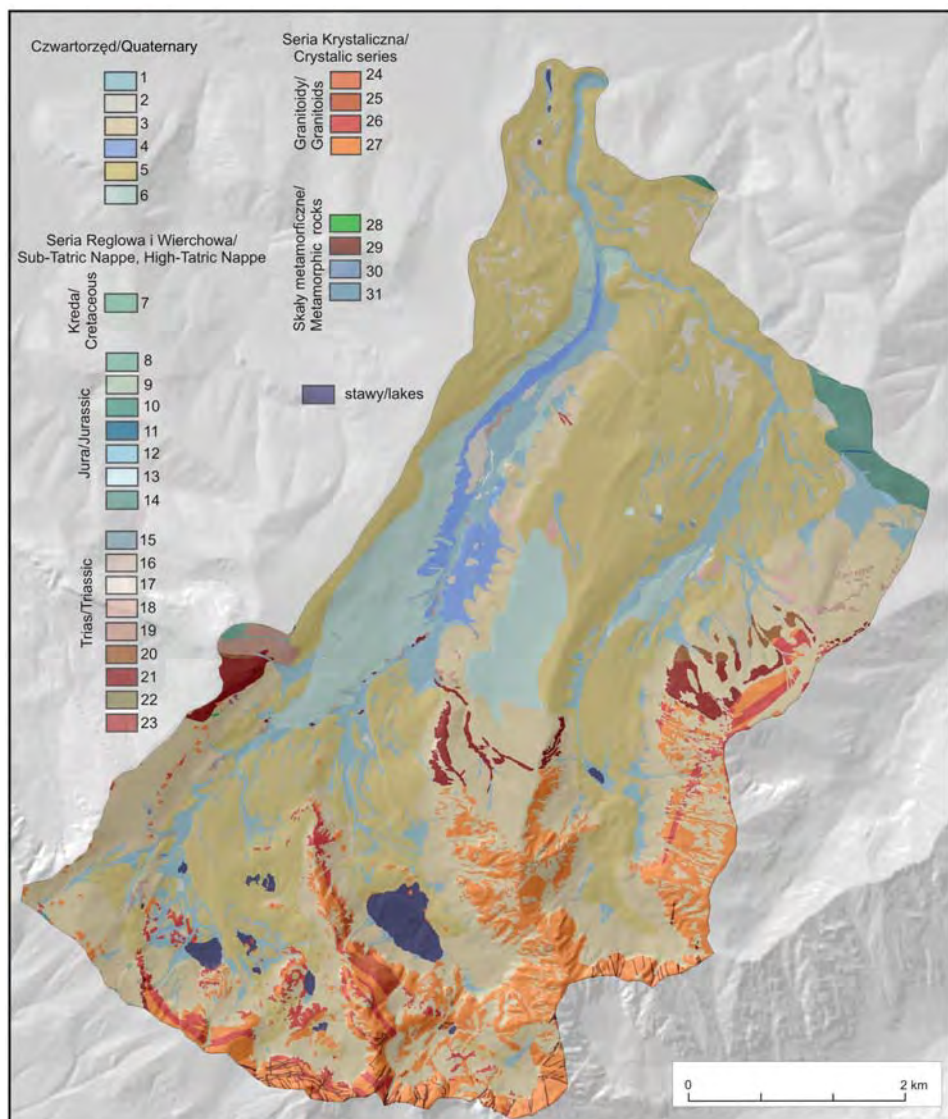 Czwartorzęd/Quaternary
1
2
3
4
5
6
Seria Reglowa i Wierchowa/
Sub-Tatric Nappe, High-Tatric Nappe
Kreda/
Cretaceous
7
Jura/Jurassic
8
9
10
11
12
13
14
Trias/Triassic
15
16
17
18
19
20
21
22
23
Seria Krystaliczna/
Crystalic series
Granitoidy/
Granitoids
24
25
26
27
Skały metamorficzne/
Metamorphic rocks
28
29
30
31
stawy/lakes
0
2 km